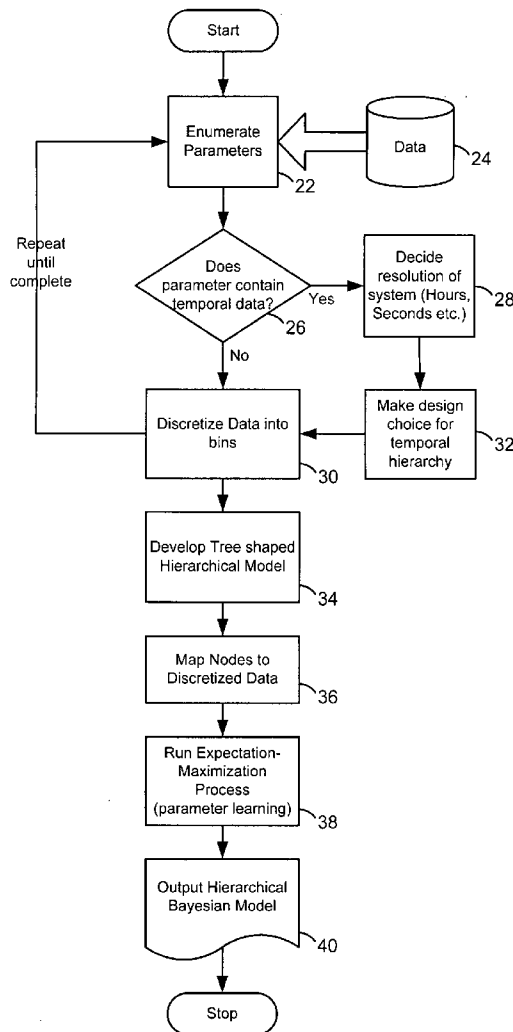 Start
Enumerate
Parameters
22
Data
24
Repeat
until
complete
Does
parameter contain
temporal data?
26
Yes
No
Decide
resolution of
system (Hours,
Seconds etc.)
28
Make design
choice for
temporal
hierarchy
32
Discretize Data into
bins
30
Develop Tree shaped
Hierarchical Model
34
Map Nodes to
Discretized Data
36
Run Expectation-
Maximization
Process
(parameter learning)
38
Output Hierarchical
Bayesian Model
40
Stop